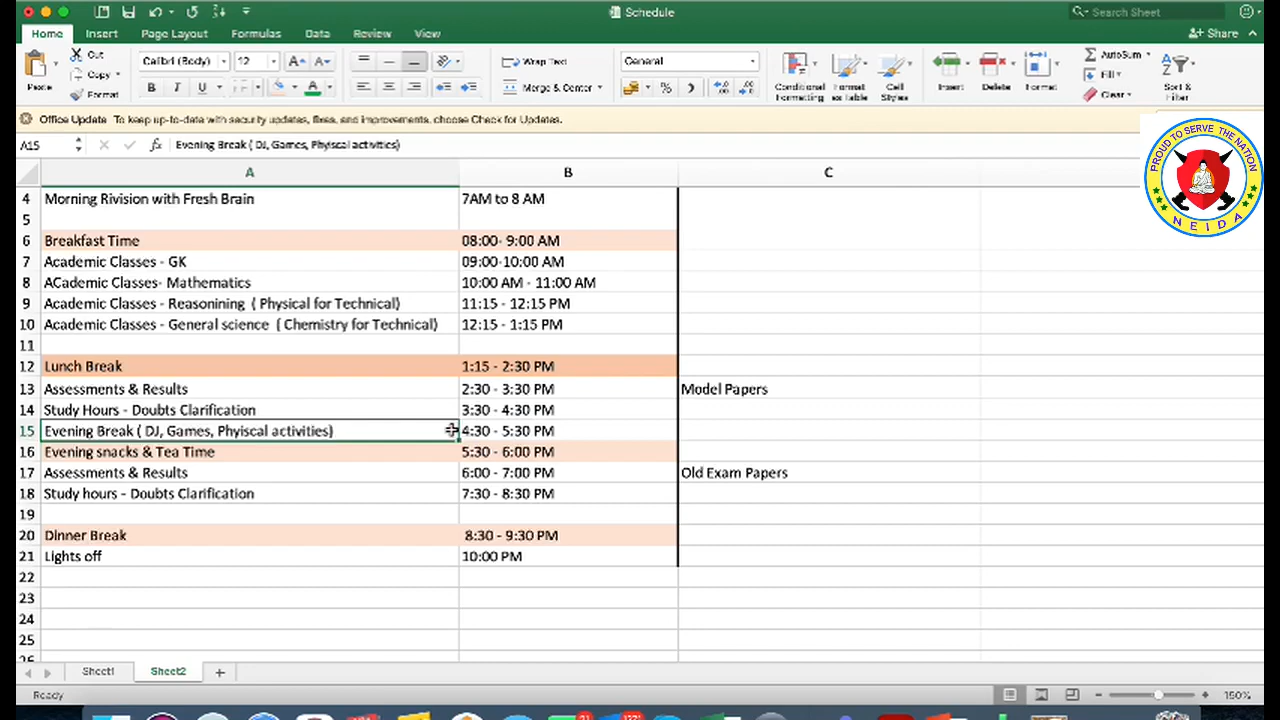 Schedule
Search Sheet
Home Insert Page Layout Formulas Data Review View
Share
Paste
Cut
Copy
Format
Calibri (Body) 12
Wrap Text
Merge & Center
General
Conditional Formatting
Format as Table
Cell Styles
Insert Delete Format
AutoSum
Fill
Clear
Sort & Filter
Office Update To keep up-to-date with security updates, fixes, and improvements, choose Check for Updates.
A15 fx Evening Break ( DJ, Games, Phyiscal activities)
PROUD TO SERVE THE NATION
NEIDA
A B C
4 Morning Rivision with Fresh Brain 7AM to 8 AM
5
6 Breakfast Time 08:00- 9:00 AM
7 Academic Classes - GK 09:00-10:00 AM
8 ACademic Classes- Mathematics 10:00 AM - 11:00 AM
9 Academic Classes - Reasonining ( Physical for Technical) 11:15 - 12:15 PM
10 Academic Classes - General science ( Chemistry for Technical) 12:15 - 1:15 PM
11
12 Lunch Break 1:15 - 2:30 PM
13 Assessments & Results 2:30 - 3:30 PM Model Papers
14 Study Hours - Doubts Clarification 3:30 - 4:30 PM
15 Evening Break ( DJ, Games, Phyiscal activities) 4:30 - 5:30 PM
16 Evening snacks & Tea Time 5:30 - 6:00 PM
17 Assessments & Results 6:00 - 7:00 PM Old Exam Papers
18 Study hours - Doubts Clarification 7:30 - 8:30 PM
19
20 Dinner Break 8:30 - 9:30 PM
21 Lights off 10:00 PM
22
23
24
25
26
Sheet1 Sheet2
Ready
150%